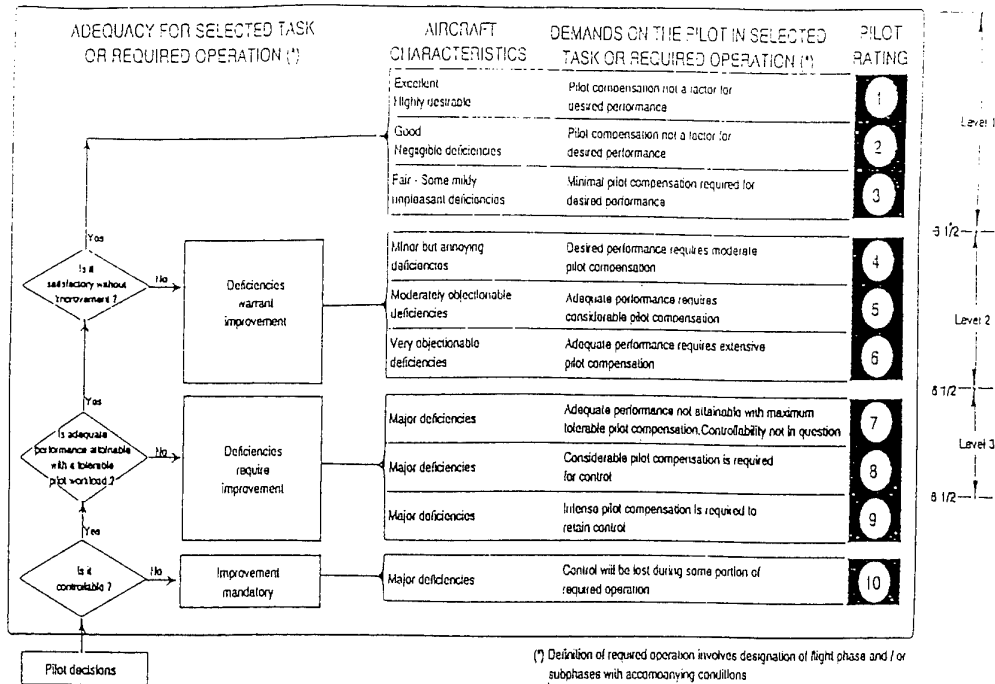 ADEQUACY FOR SELECTED TASK
OR REQUIRED OPERATION (*)
AIRCRAFT
CHARACTERISTICS
DEMANDS ON THE PILOT IN SELECTED
TASK OR REQUIRED OPERATION (*)
PILOT
RATING
Excellent
Highly desirable
Pilot compensation not a factor for
desired performance
1
Good
Negligible deficiencies
Pilot compensation not a factor for
desired performance
2
Fair - Some mildly
unpleasant deficiencies
Minimal pilot compensation required for
desired performance
3
Level 1
3 1/2
Yes
Is it
satisfactory without
improvement ?
No
Deficiencies
warrant
improvement
Minor but annoying
deficiencies
Desired performance requires moderate
pilot compensation
4
Moderately objectionable
deficiencies
Adequate performance requires
considerable pilot compensation
5
Very objectionable
deficiencies
Adequate performance requires extensive
pilot compensation
6
Level 2
6 1/2
Yes
Is adequate
performance attainable
with a tolerable
pilot workload ?
No
Deficiencies
require
improvement
Major deficiencies
Adequate performance not attainable with maximum
tolerable pilot compensation. Controllability not in question
7
Major deficiencies
Considerable pilot compensation is required
for control
8
Major deficiencies
Intense pilot compensation is required to
retain control
9
Level 3
1/2
Yes
Is it
controllable ?
No
Improvement
mandatory
Major deficiencies
Control will be lost during some portion of
required operation
10
Pilot decisions
(*) Definition of required operation involves designation of flight phase and / or
subphases with accompanying conditions